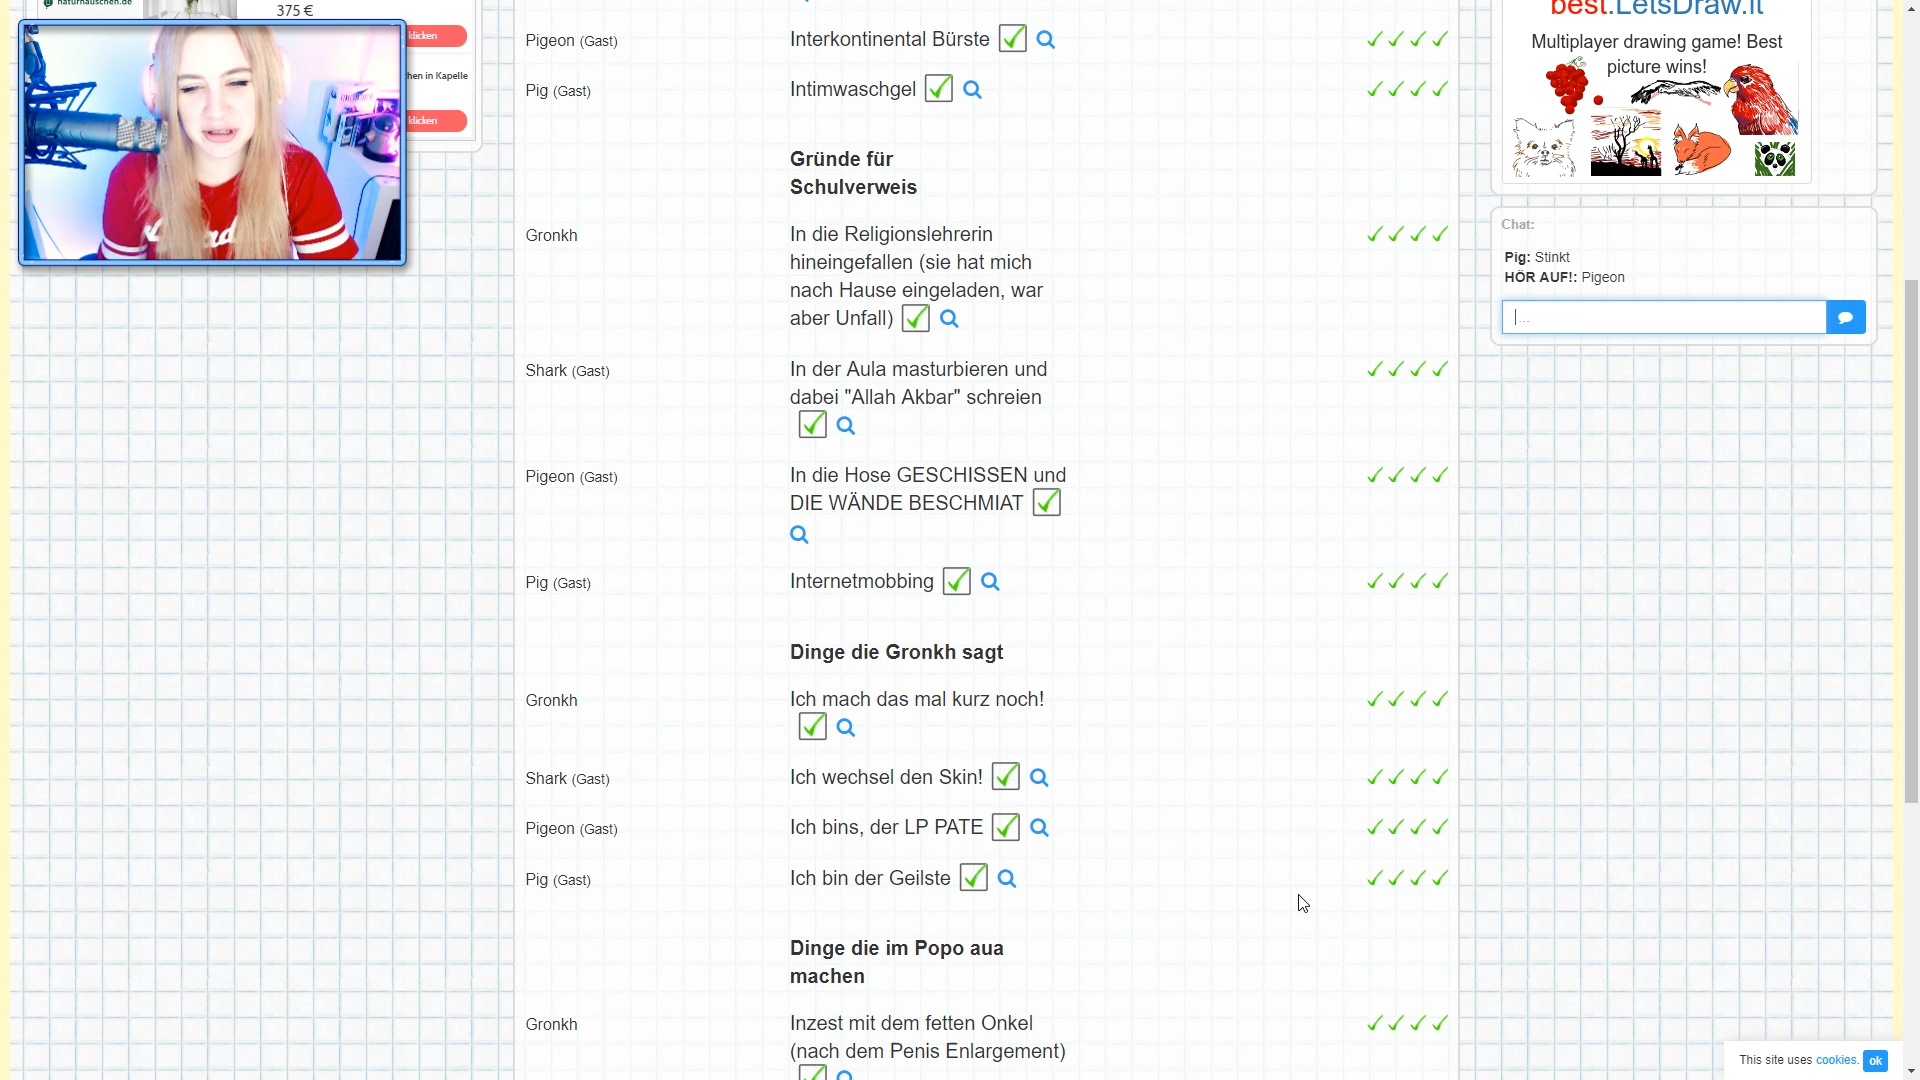 naturhäuschen.de
375 €
klicken
hen in Kapelle
klicken
Pigeon (Gast)
Interkontinental Bürste
Pig (Gast)
Intimwaschgel
Gründe für
Schulverweis
Gronkh
In die Religionslehrerin
hineingefallen (sie hat mich
nach Hause eingeladen, war
aber Unfall)
Shark (Gast)
In der Aula masturbieren und
dabei "Allah Akbar" schreien
Pigeon (Gast)
In die Hose GESCHISSEN und
DIE WÄNDE BESCHMIAT
Pig (Gast)
Internetmobbing
Dinge die Gronkh sagt
Gronkh
Ich mach das mal kurz noch!
Shark (Gast)
Ich wechsel den Skin!
Pigeon (Gast)
Ich bins, der LP PATE
Pig (Gast)
Ich bin der Geilste
Dinge die im Popo aua
machen
Gronkh
Inzest mit dem fetten Onkel
(nach dem Penis Enlargement)
best.LetsDraw.It
Multiplayer drawing game! Best
picture wins!
Chat:
Pig: Stinkt
HÖR AUF!: Pigeon
...
This site uses cookies. ok